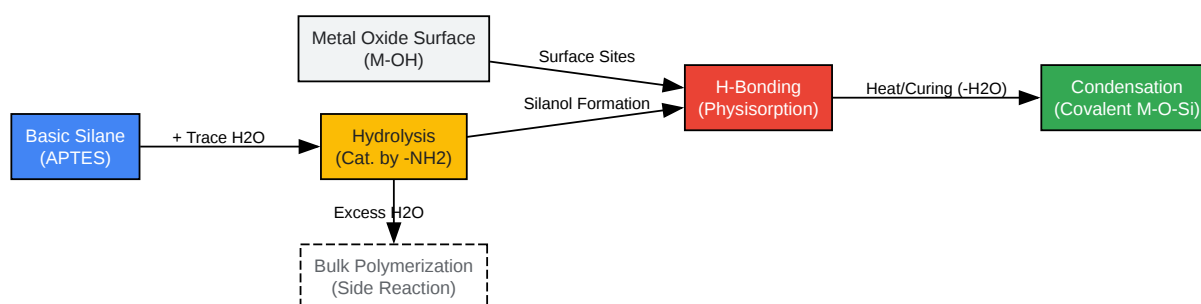 Metal Oxide Surface
(M-OH)
Surface Sites
H-Bonding
(Physisorption)
Heat/Curing (-H2O)
Condensation
(Covalent M-O-Si)
Silanol Formation
Basic Silane
(APTES)
+ Trace H2O
Hydrolysis
(Cat. by -NH2)
Excess H2O
Bulk Polymerization
(Side Reaction)